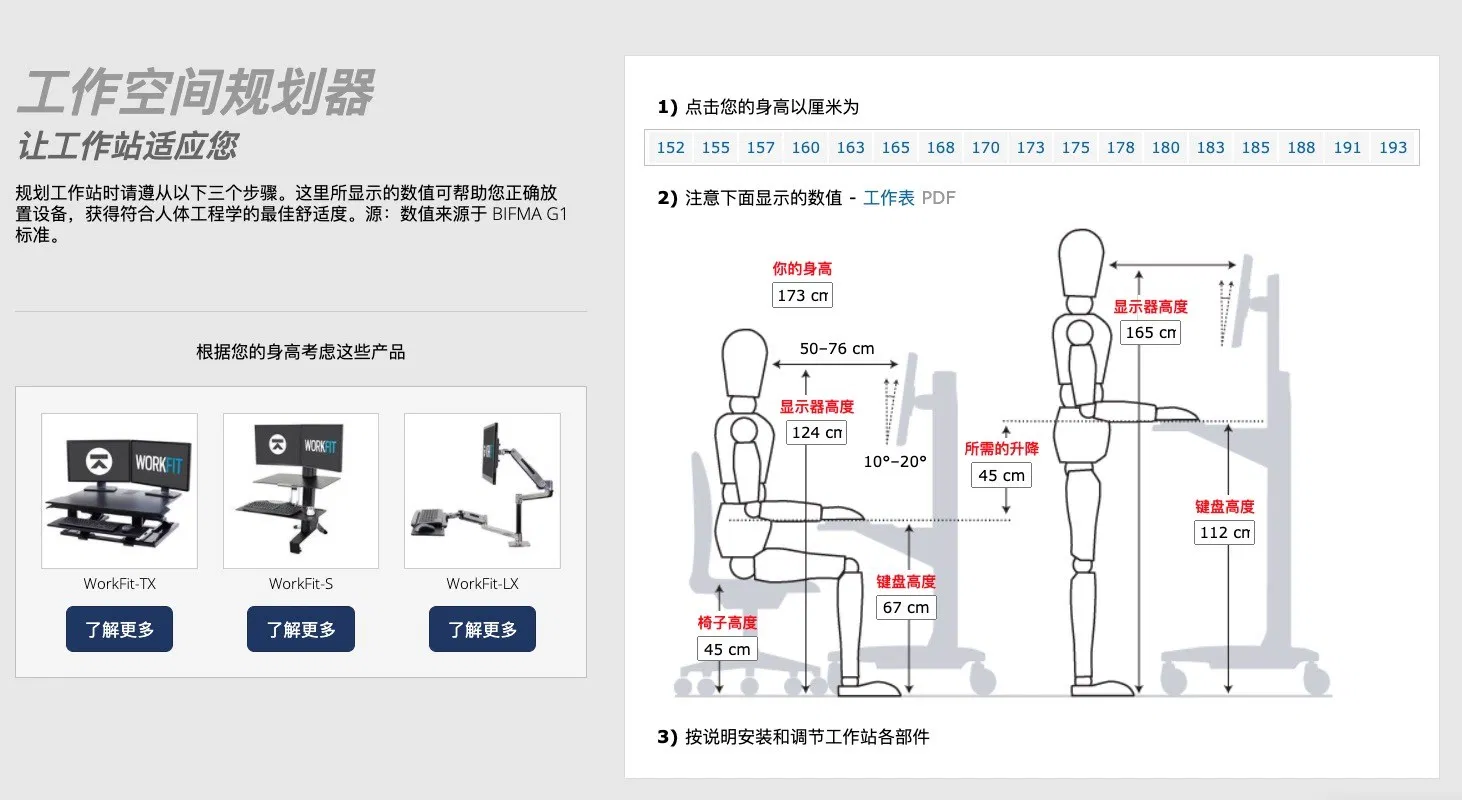 工作空间规划器
让工作站适应您
规划工作站时请遵从以下三个步骤。这里所显示的数值可帮助您正确放
置设备，获得符合人体工程学的最佳舒适度。源：数值来源于 BIFMA G1
标准。
根据您的身高考虑这些产品
WORKFIT
WORKFIT
WorkFit-TX
WorkFit-S
WorkFit-LX
了解更多
了解更多
了解更多
1) 点击您的身高以厘米为
152 155 157 160 163 165 168 170 173 175 178 180 183 185 188 191 193
2) 注意下面显示的数值 - 工作表 PDF
你的身高
173 cm
50–76 cm
显示器高度
124 cm
10°–20°
键盘高度
67 cm
椅子高度
45 cm
显示器高度
165 cm
所需的升降
45 cm
键盘高度
112 cm
3) 按说明安装和调节工作站各部件